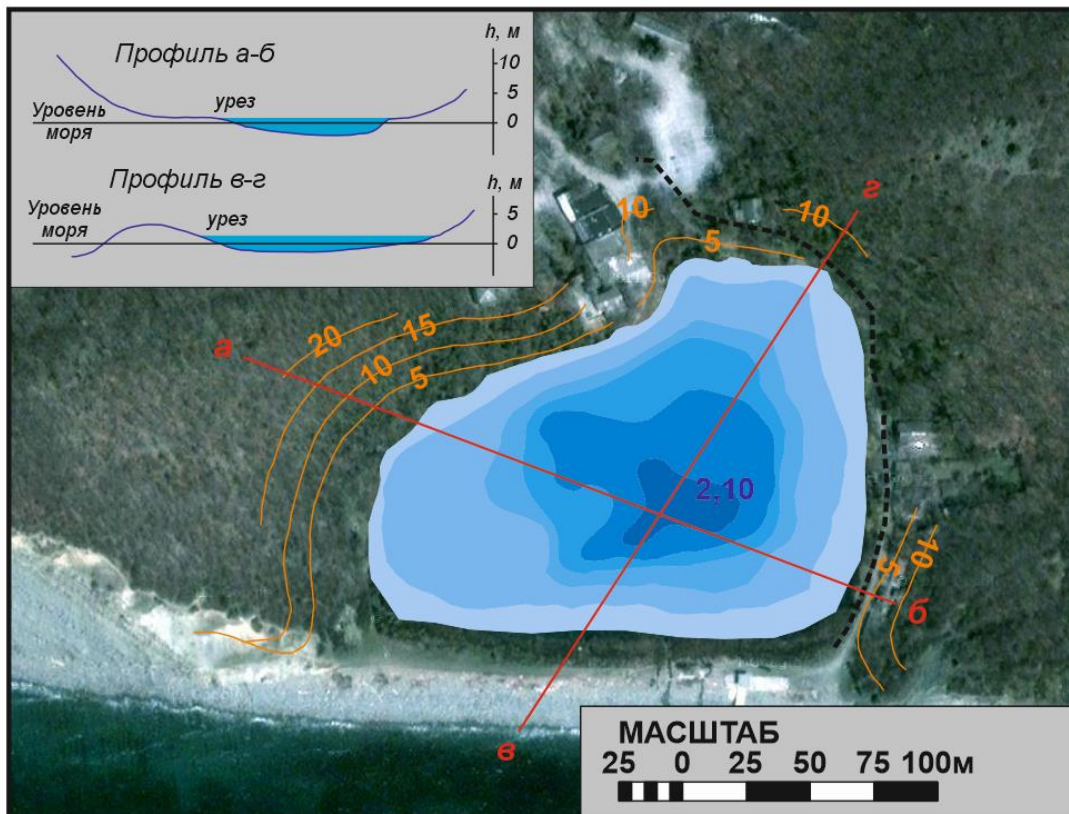 Профиль а-б
h, м
10
5
0
урез
Уровень
моря
Профиль в-г
h, м
5
0
урез
Уровень
моря
г
10
10
5
а
20
15
10
5
2,10
5
10
б
в
МАСШТАБ
25 0 25 50 75 100м